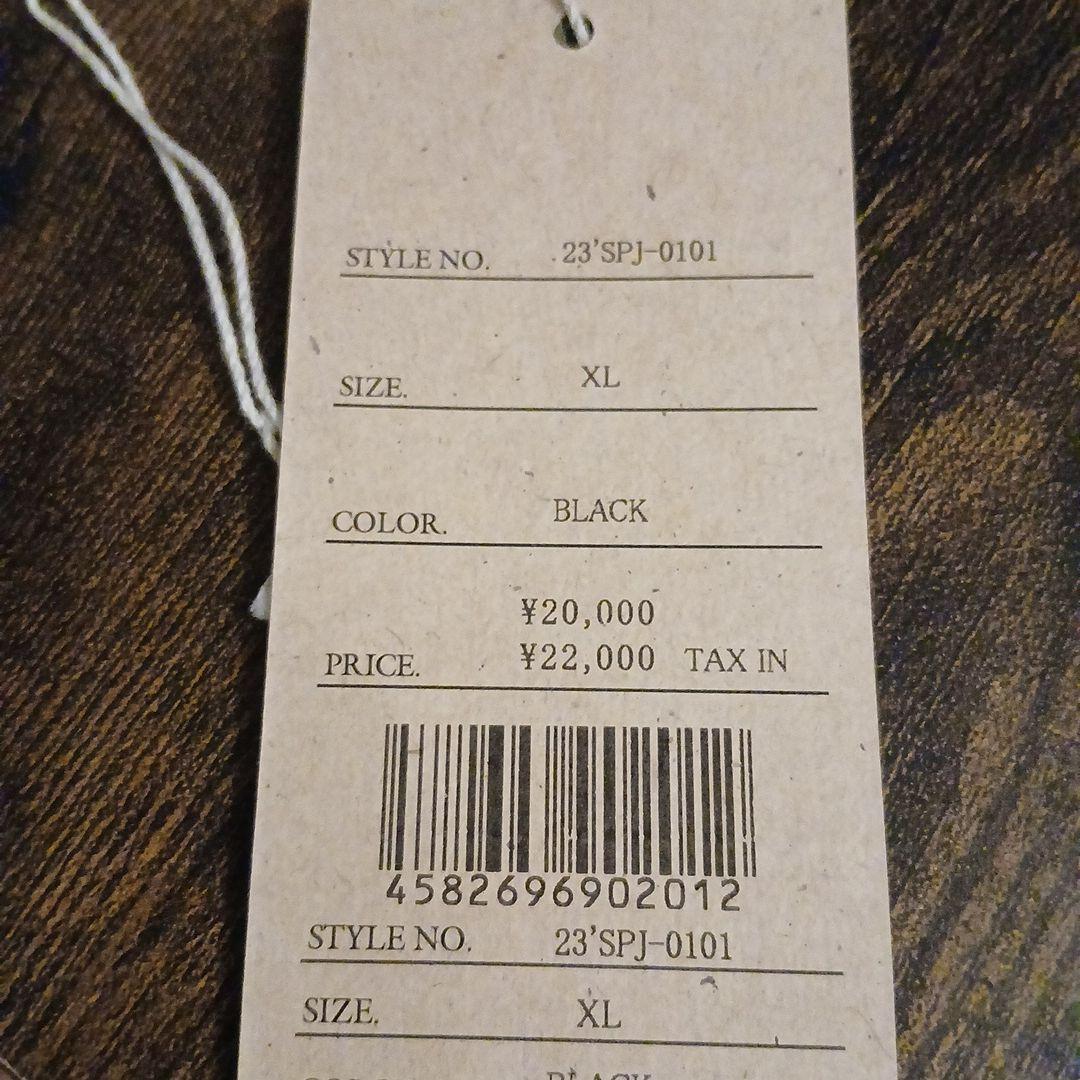 STYLE NO. 23'SPJ-0101
SIZE. XL
COLOR. BLACK
¥20,000
PRICE. ¥22,000 TAX IN
4582696902012
STYLE NO. 23'SPJ-0101
SIZE. XL